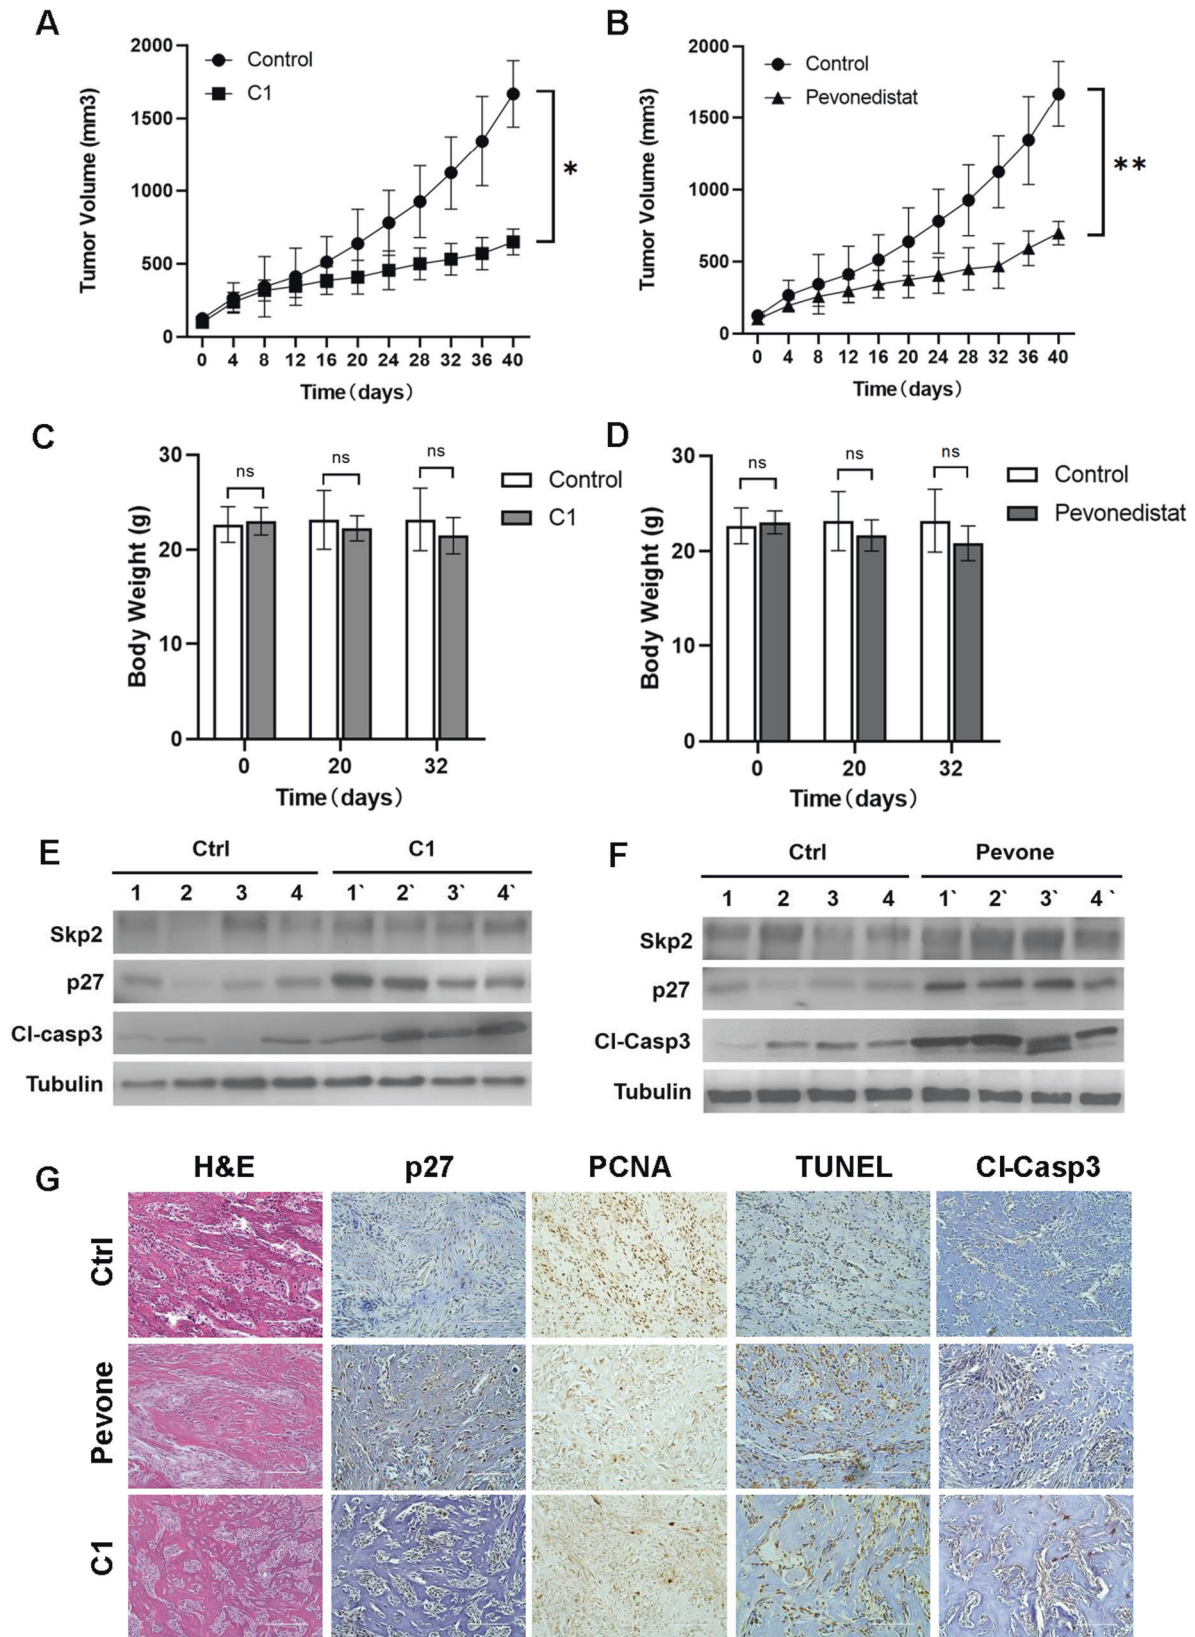 A
2000
1500
1000
500
0
Tumor Volume (mm3)
Control
C1
*
0 4 8 12 16 20 24 28 32 36 40
Time(days)
B
2000
1500
1000
500
0
Tumor Volume (mm3)
Control
Pevonedistat
**
0 4 8 12 16 20 24 28 32 36 40
Time(days)
C
30
20
10
0
Body Weight (g)
ns ns ns
Control
C1
0 20 32
Time(days)
D
30
20
10
0
Body Weight (g)
ns ns ns
Control
Pevonedistat
0 20 32
Time(days)
E
Ctrl C1
1 2 3 4 1` 2` 3` 4`
Skp2
p27
Cl-casp3
Tubulin
F
Ctrl Pevone
1 2 3 4 1` 2` 3` 4 `
Skp2
p27
Cl-Casp3
Tubulin
G
H&E p27 PCNA TUNEL Cl-Casp3
Ctrl
Pevone
C1